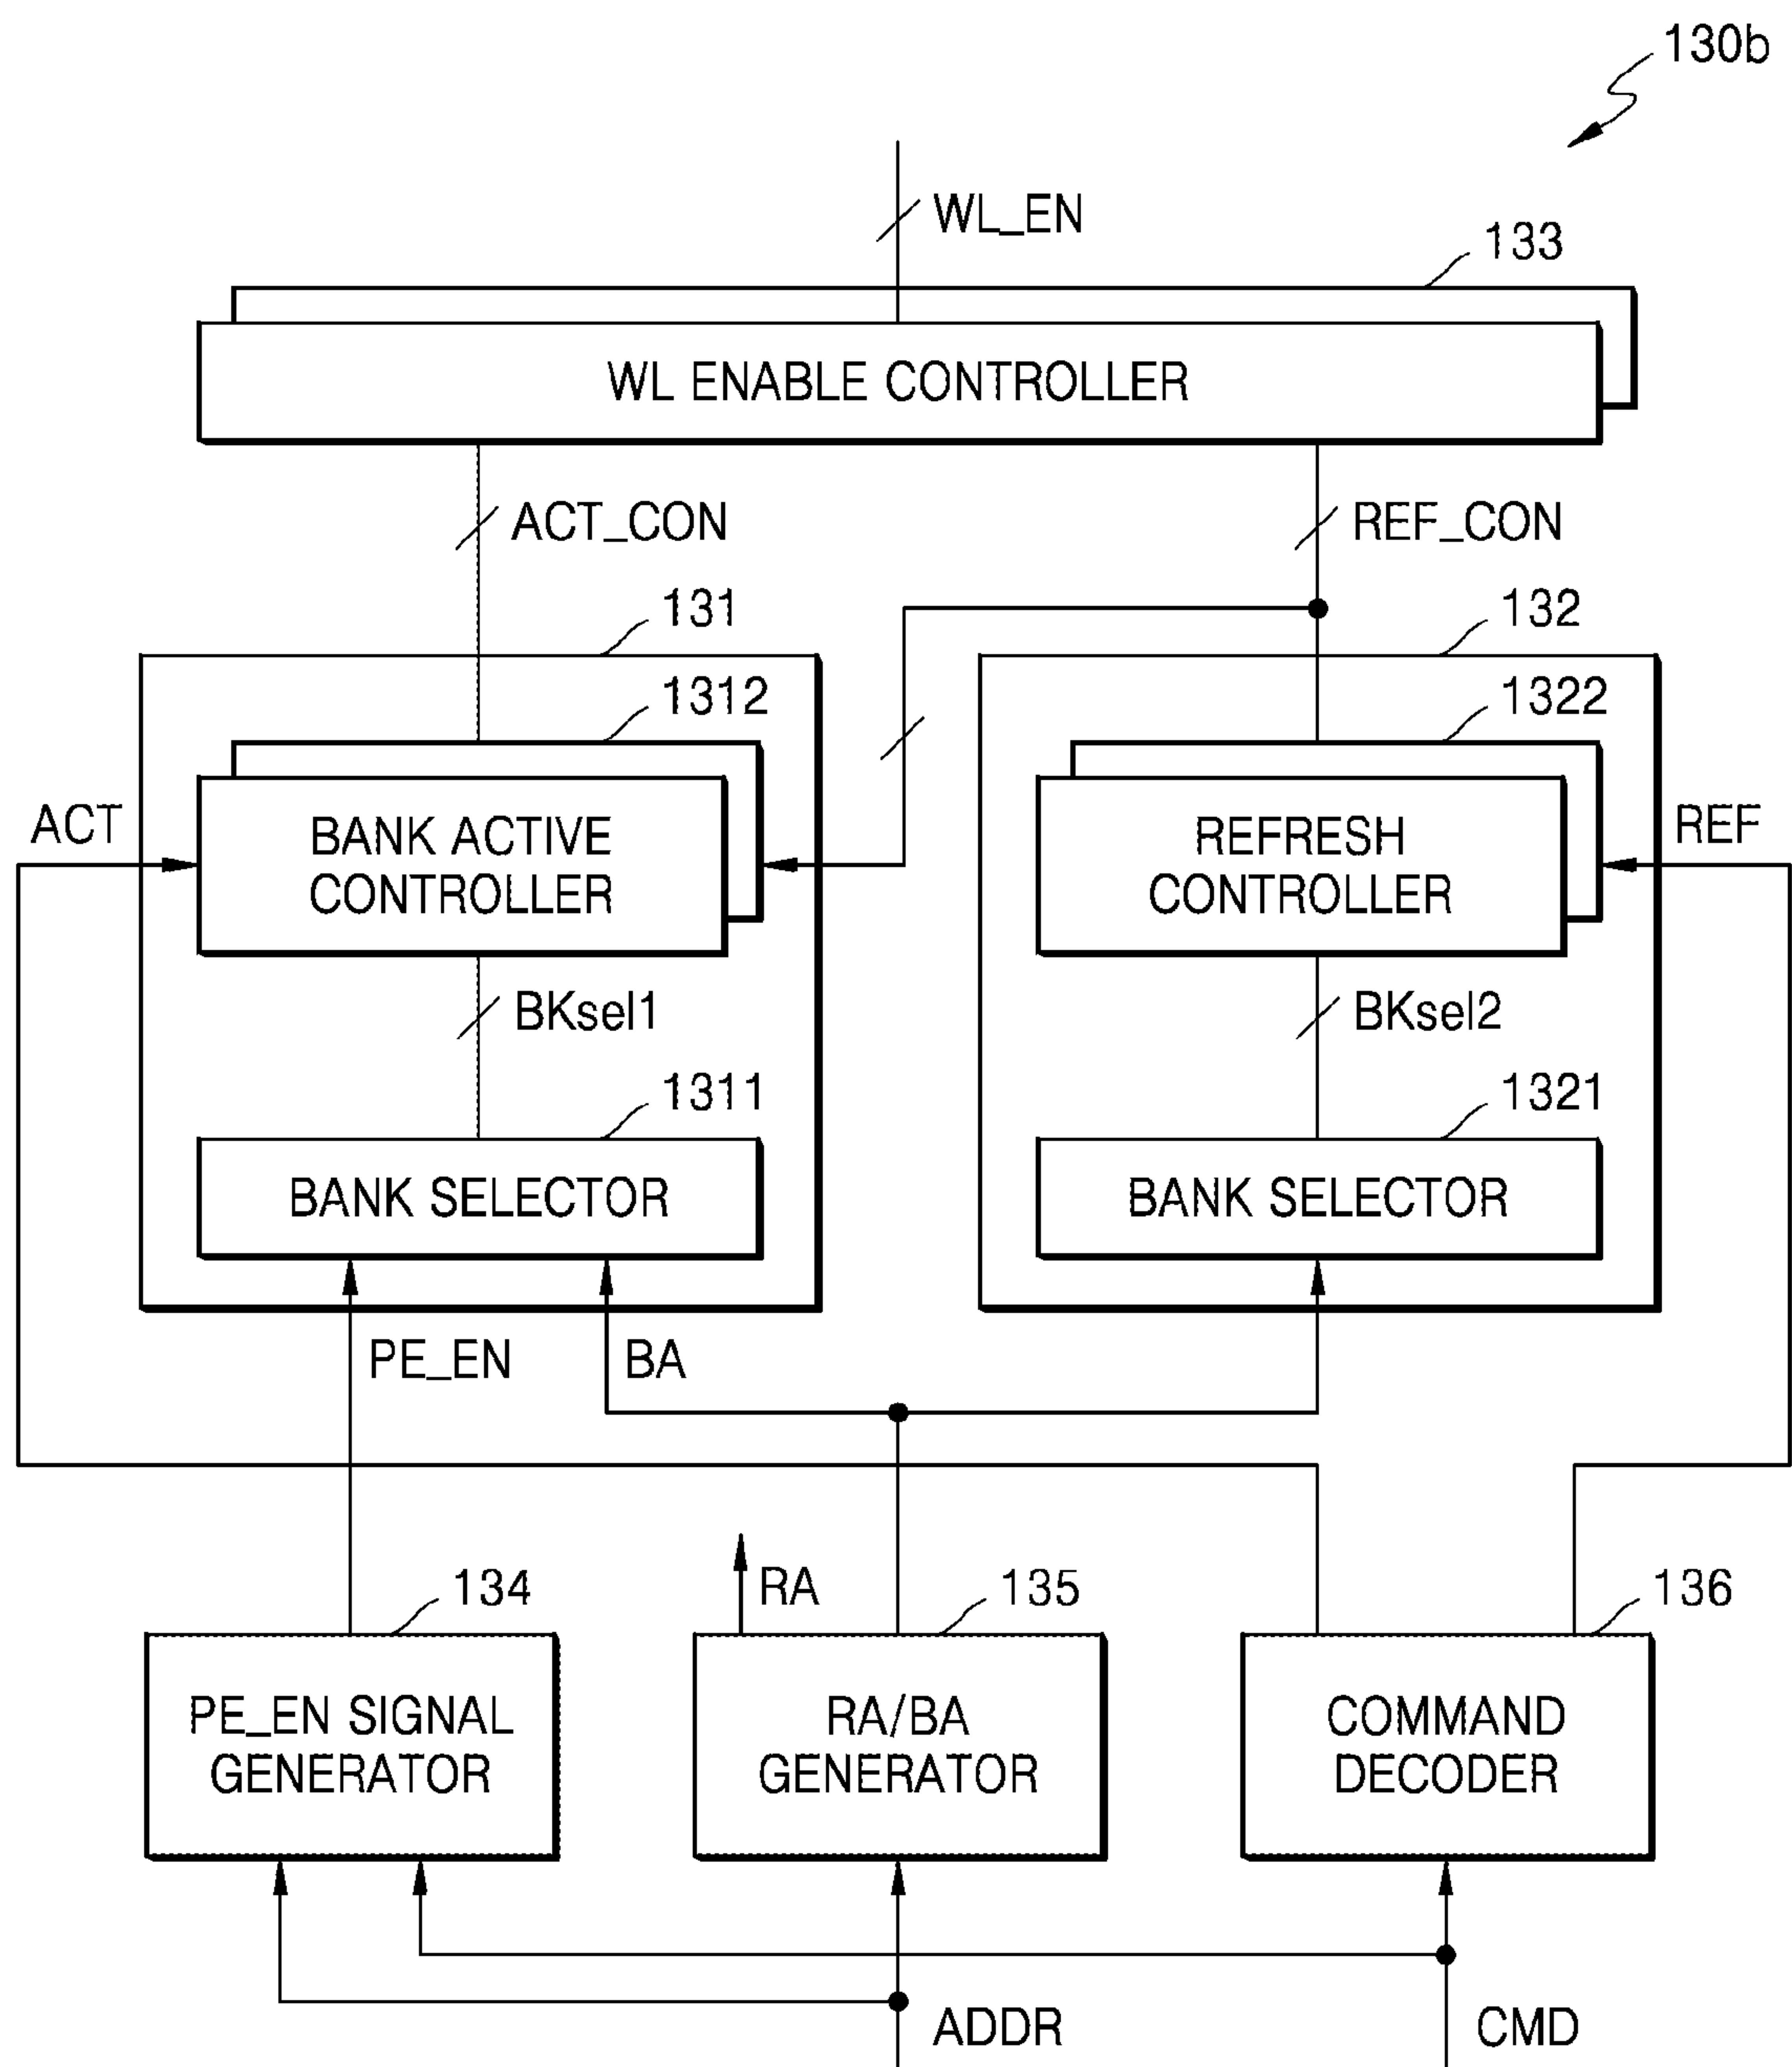 130b
WL_EN
133
WL ENABLE CONTROLLER
ACT_CON
REF_CON
131
132
1312
1322
ACT
BANK ACTIVE
CONTROLLER
REFRESH
CONTROLLER
REF
BKsel1
BKsel2
1311
1321
BANK SELECTOR
BANK SELECTOR
PE_EN
BA
134
RA
135
136
PE_EN SIGNAL
GENERATOR
RA/BA
GENERATOR
COMMAND
DECODER
ADDR
CMD